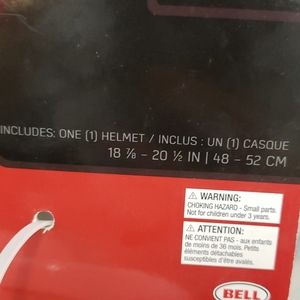 INCLUDES: ONE (1) HELMET / INCLUS : UN (1) CASQUE
18 ⅞ – 20 ½ IN | 48 – 52 CM
⚠ WARNING:
CHOKING HAZARD - Small parts.
Not for children under 3 years.
⚠ ATTENTION:
NE CONVIENT PAS - aux enfants
de moins de 36 mois. Petits
éléments détachables
susceptibles d'être avalés.
BELL